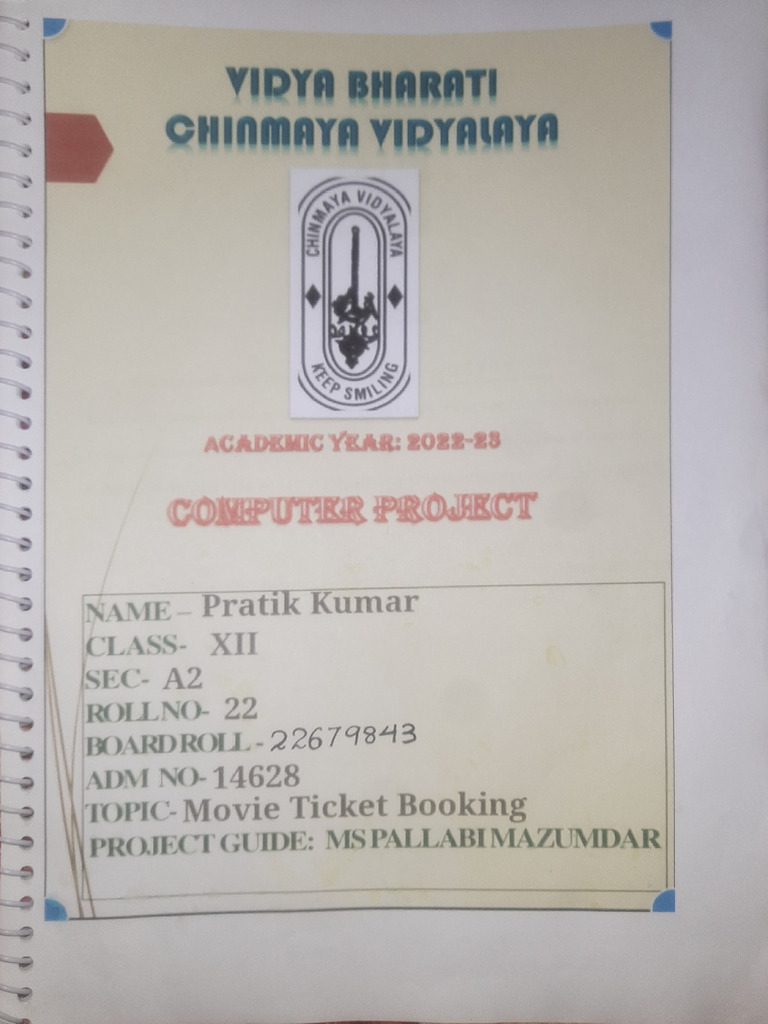 VIDYA BHARATI
CHINMAYA VIDYALAYA
CHINMAYA VIDYALAYA
KEEP SMILING
ACADEMIC YEAR: 2022-23
COMPUTER PROJECT
NAME – Pratik Kumar
CLASS- XII
SEC- A2
ROLL NO- 22
BOARD ROLL - 22679843
ADM NO- 14628
TOPIC- Movie Ticket Booking
PROJECT GUIDE: MS PALLABI MAZUMDAR